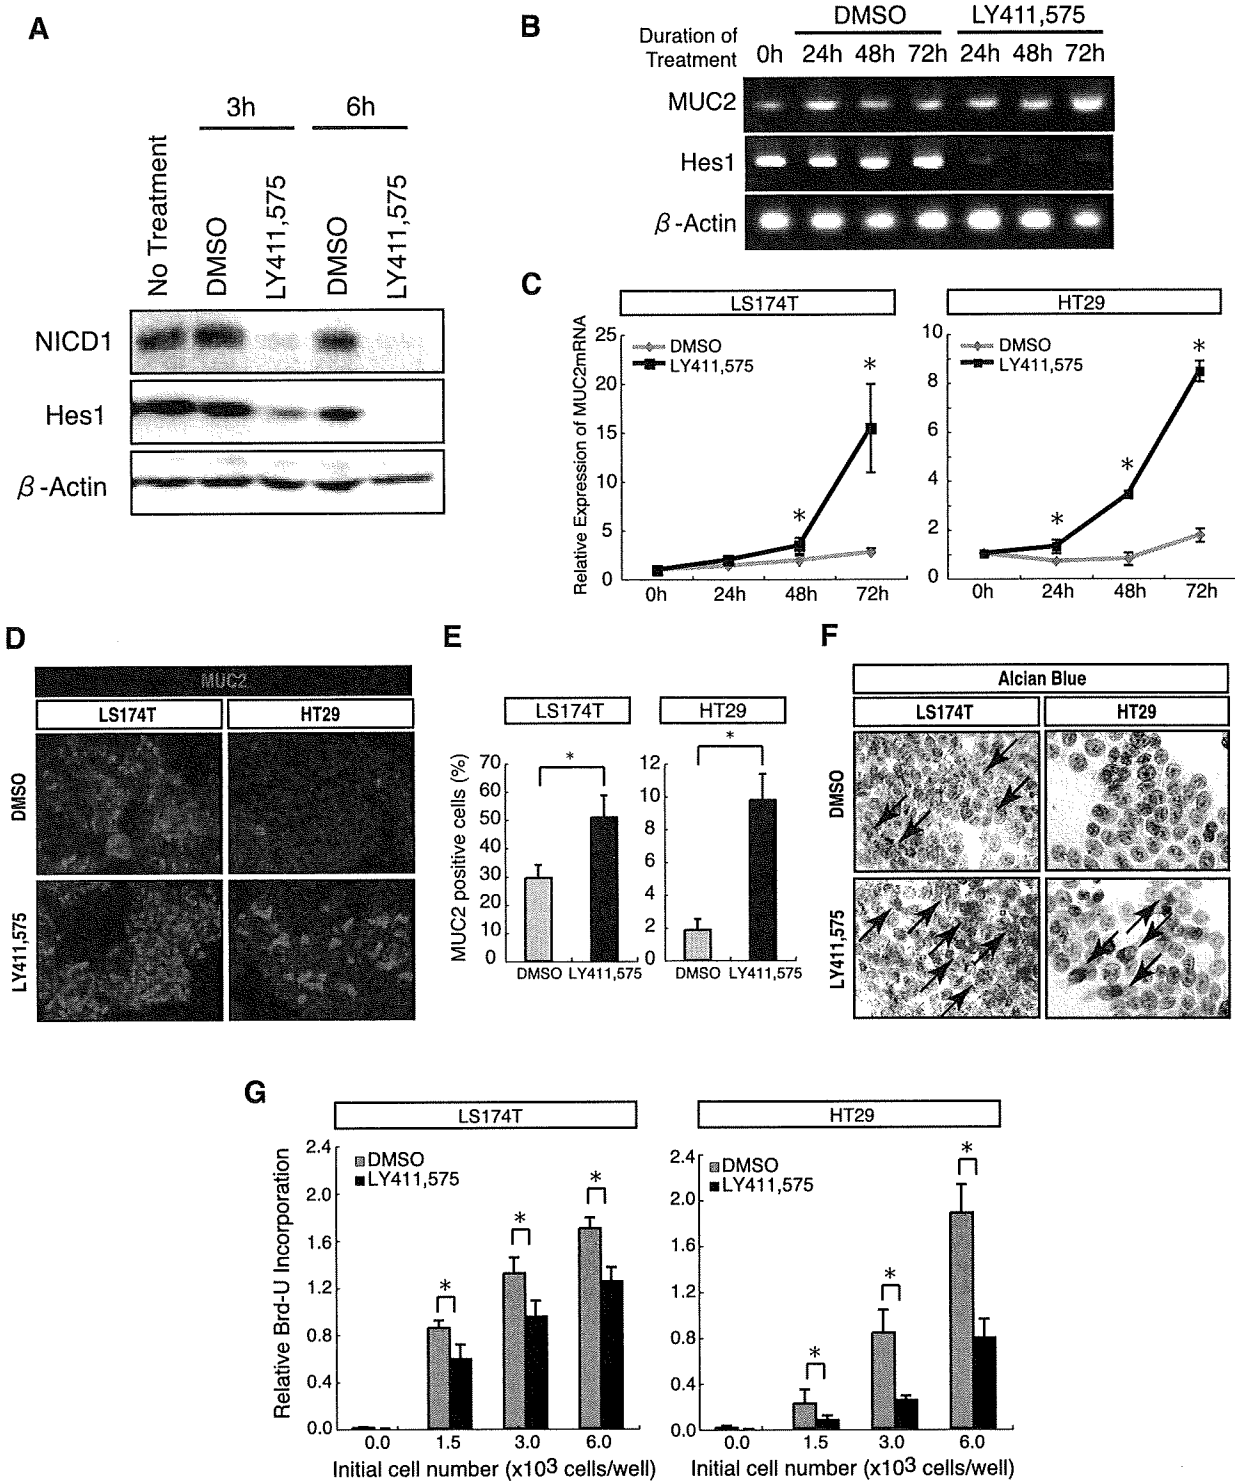 A
3h
6h
No Treatment
DMSO
LY411,575
DMSO
LY411,575
NICD1
Hes1
β-Actin
B
DMSO
LY411,575
Duration of
Treatment
0h 24h 48h 72h 24h 48h 72h
MUC2
Hes1
β-Actin
C
LS174T
HT29
Relative Expression of MUC2mRNA
25
20
15
10
5
0
DMSO
LY411,575
*
*
0h 24h 48h 72h
10
8
6
4
2
0
DMSO
LY411,575
*
*
*
0h 24h 48h 72h
D
MUC2
LS174T
HT29
DMSO
LY411,575
E
LS174T
HT29
MUC2 positive cells (%)
70
60
50
40
30
20
10
0
*
DMSO LY411,575
12
10
8
6
4
2
0
*
DMSO LY411,575
F
Alcian Blue
LS174T
HT29
DMSO
LY411,575
G
LS174T
HT29
Relative Brd-U Incorporation
2.4
2.0
1.6
1.2
0.8
0.4
0.0
DMSO
LY411,575
*
*
*
0.0 1.5 3.0 6.0
Initial cell number (x10³ cells/well)
2.4
2.0
1.6
1.2
0.8
0.4
0.0
DMSO
LY411,575
*
*
*
0.0 1.5 3.0 6.0
Initial cell number (x10³ cells/well)